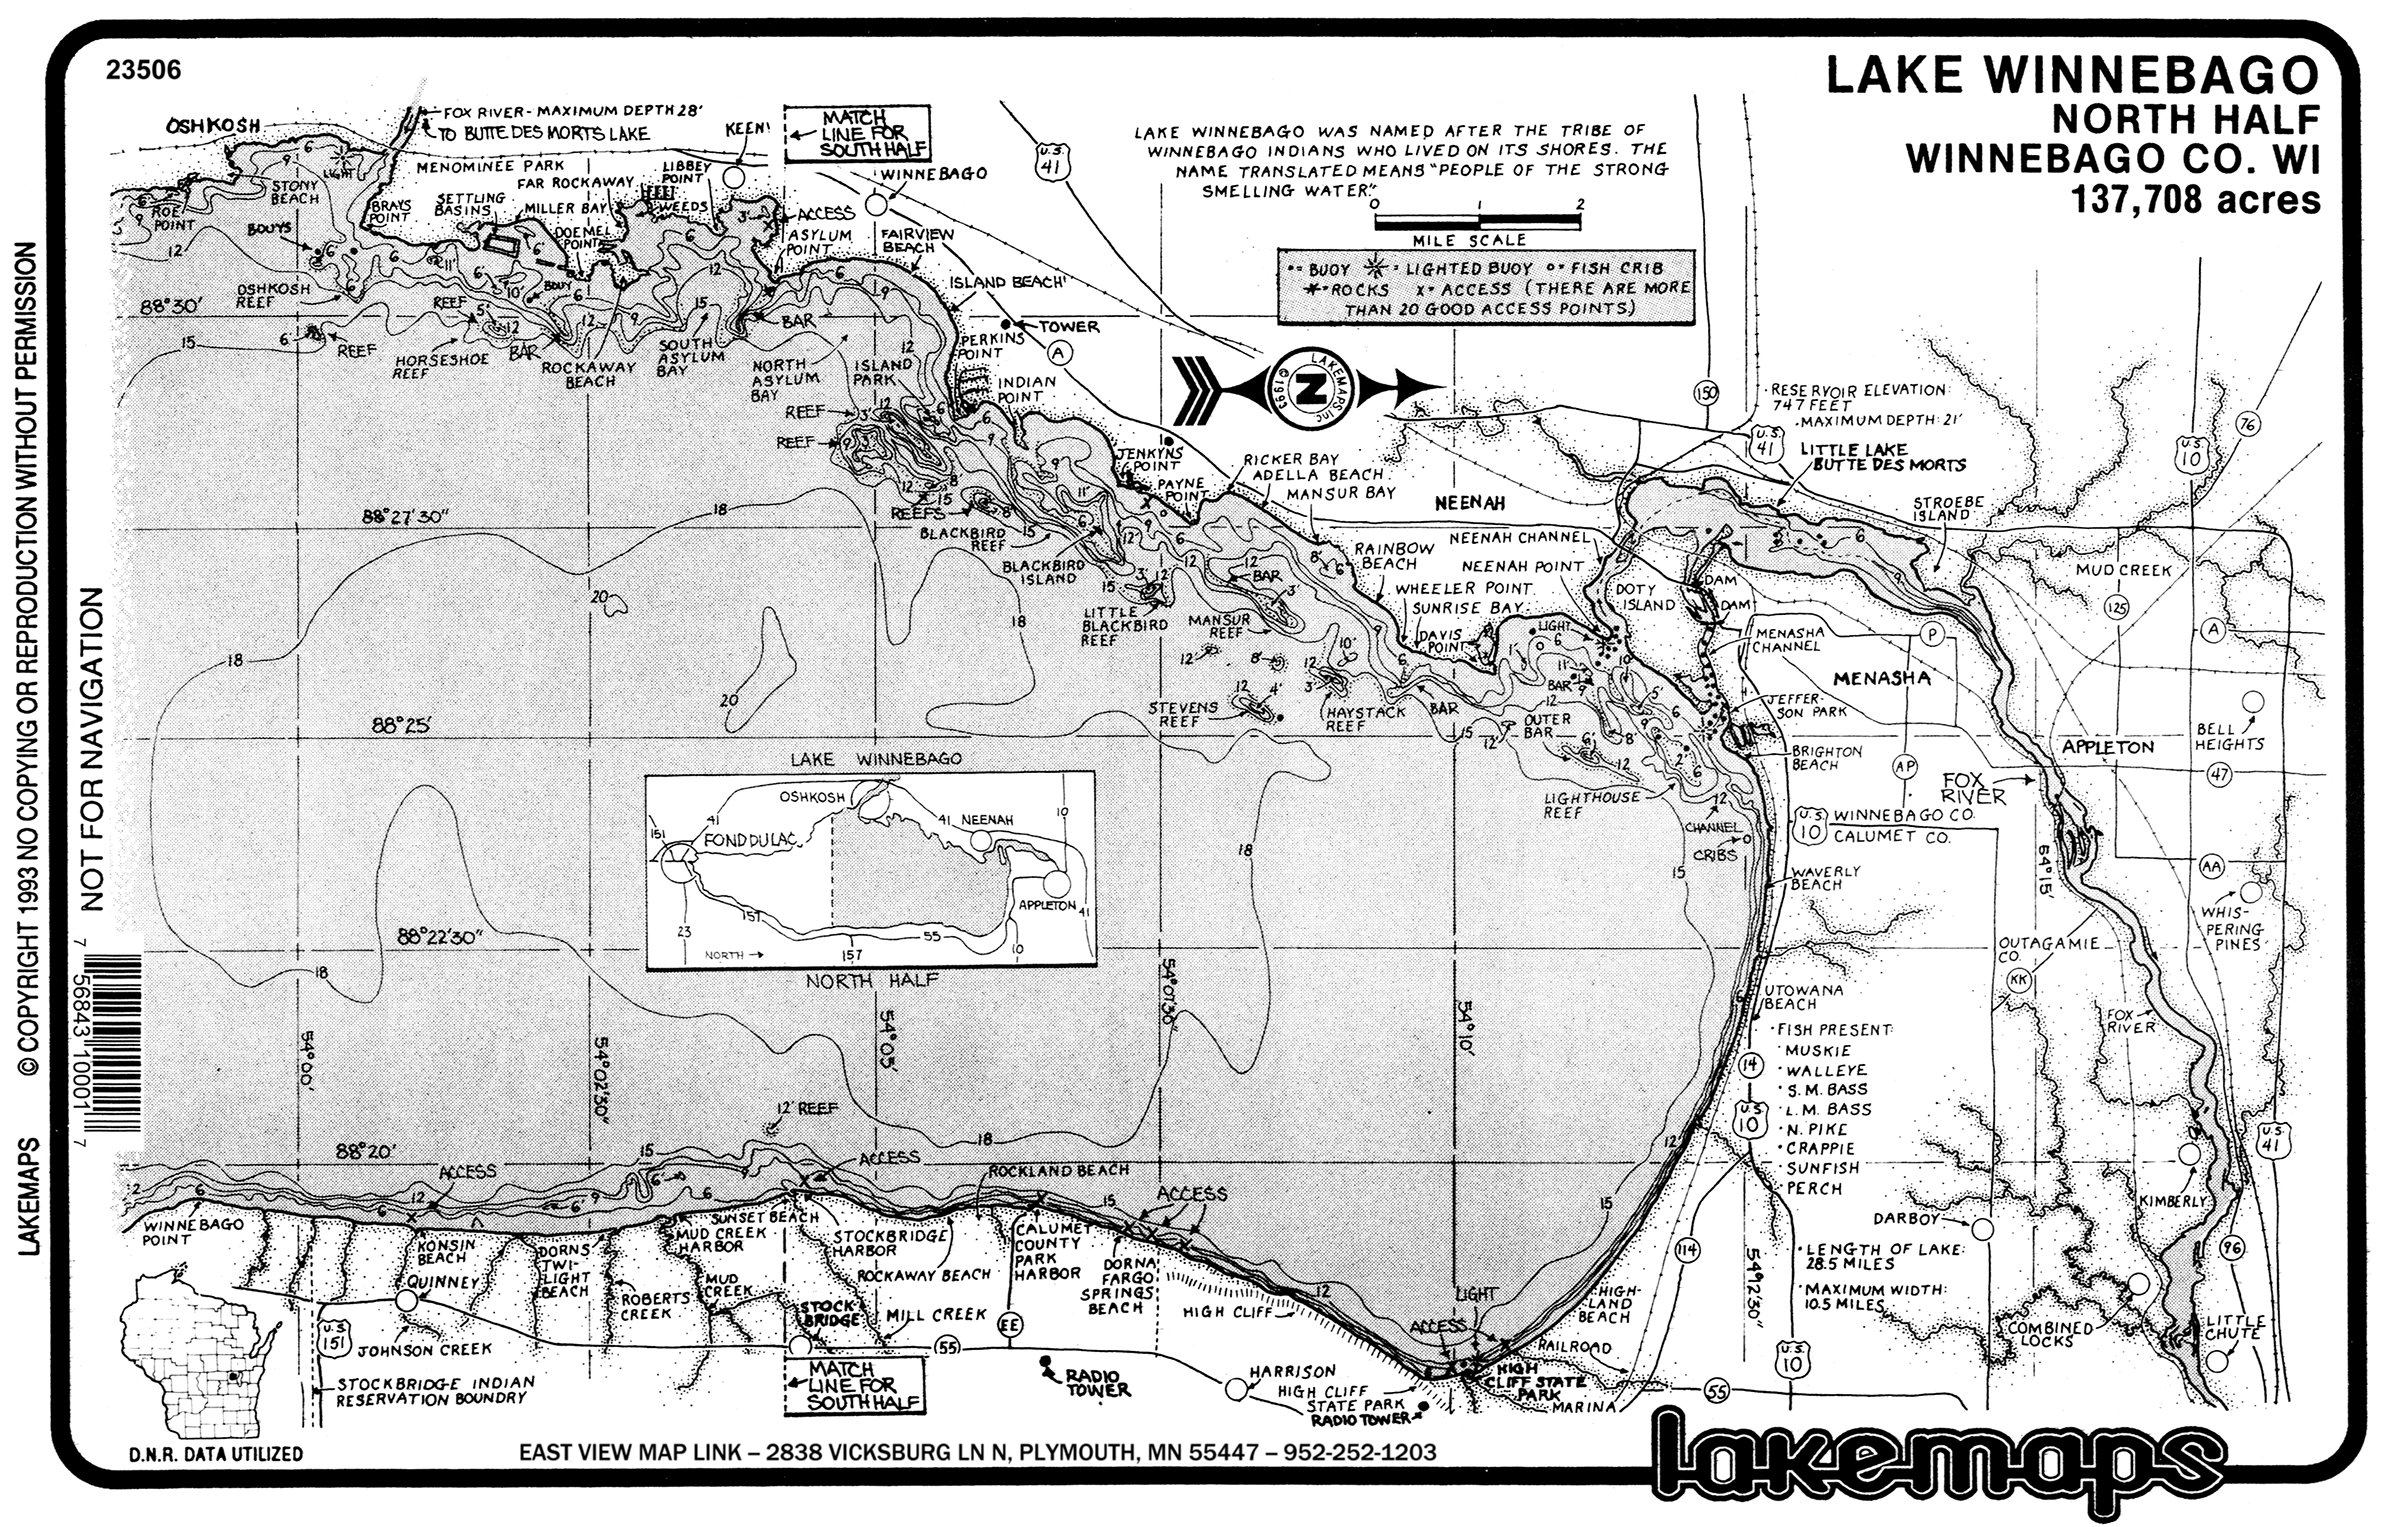 23506
LAKE WINNEBAGO
NORTH HALF
WINNEBAGO CO. WI
137,708 acres
© COPYRIGHT 1993 NO COPYING OR REPRODUCTION WITHOUT PERMISSION
LAKEMAPS
NOT FOR NAVIGATION
7 56843 10001 7
OSHKOSH
FOX RIVER- MAXIMUM DEPTH 28'
TO BUTTE DES MORTS LAKE
KEEN!
MATCH
LINE FOR
SOUTH HALF
WINNEBAGO
U.S.
41
LAKE WINNEBAGO WAS NAMED AFTER THE TRIBE OF
WINNEBAGO INDIANS WHO LIVED ON ITS SHORES. THE
NAME TRANSLATED MEANS "PEOPLE OF THE STRONG
SMELLING WATER".
0 1 2
MILE SCALE
•= BUOY = LIGHTED BUOY o= FISH CRIB
*=ROCKS X= ACCESS (THERE ARE MORE
THAN 20 GOOD ACCESS POINTS.)
LAKEMAPS INC
©1993
N
MENOMINEE PARK
LIBBEY
POINT
FAR ROCKAWAY
WEEDS
SETTLING
BASINS
MILLER BAY
DOEMEL
POINT
LIGHT
STONY
BEACH
ROE
POINT
BRAYS
POINT
BOUYS
ACCESS
ASYLUM
POINT
FAIRVIEW
BEACH
ISLAND BEACH
TOWER
A
PERKINS
POINT
INDIAN
POINT
OSHKOSH
REEF
88°30'
REEF
REEF
BOUY
HORSESHOE
REEF
BAR
ROCKAWAY
BEACH
SOUTH
ASYLUM
BAY
BAR
NORTH
ASYLUM
BAY
ISLAND
PARK
REEF
REEF
REEFS
BLACKBIRD
REEF
BLACKBIRD
ISLAND
LITTLE
BLACKBIRD
REEF
JENKYNS
POINT
PAYNE
POINT
RICKER BAY
ADELLA BEACH
MANSUR BAY
NEENAH
150
RESERVOIR ELEVATION:
747 FEET
MAXIMUM DEPTH: 21'
U.S.
41
LITTLE LAKE
BUTTE DES MORTS
U.S.
10
76
STROEBE
ISLAND
NEENAH CHANNEL
RAINBOW
BEACH
NEENAH POINT
WHEELER POINT
SUNRISE BAY
DAVIS
POINT
LIGHT
DOTY
ISLAND
DAM
DAM
BAR
MANSUR
REEF
STEVENS
REEF
HAYSTACK
REEF
BAR
BAR
OUTER
BAR
LIGHTHOUSE
REEF
CHANNEL
CRIBS
MENASHA
CHANNEL
MENASHA
P
JEFFER-
SON PARK
BRIGHTON
BEACH
AP
MUD CREEK
125
A
BELL
HEIGHTS
APPLETON
47
FOX
RIVER
U.S.
10
WINNEBAGO CO.
CALUMET CO.
AA
54°15'
WAVERLY
BEACH
WHIS-
PERING
PINES
OUTAGAMIE
CO.
KK
UTOWANA
BEACH
FOX
RIVER
FISH PRESENT:
MUSKIE
WALLEYE
S.M. BASS
L.M. BASS
N. PIKE
CRAPPIE
SUNFISH
PERCH
14
U.S.
10
U.S.
41
KIMBERLY
DARBOY
96
114
54°12'30"
LENGTH OF LAKE:
28.5 MILES
MAXIMUM WIDTH:
10.5 MILES
COMBINED
LOCKS
LITTLE
CHUTE
U.S.
10
88°27'30"
18
20
18
20
18
88°25'
LAKE WINNEBAGO
OSHKOSH
41
41 NEENAH
10
151
FOND DU LAC
151
23
55
APPLETON
41
10
NORTH →
157
NORTH HALF
88°22'30"
18
18
54°00'
54°02'30"
54°05'
54°07'30"
54°10'
12' REEF
88°20'
ACCESS
ACCESS
ROCKLAND BEACH
ACCESS
WINNEBAGO
POINT
KONSIN
BEACH
QUINNEY
DORNS
TWI-
LIGHT
BEACH
SUNSET BEACH
MUD CREEK
HARBOR
STOCKBRIDGE
HARBOR
ROCKAWAY BEACH
CALUMET
COUNTY
PARK
HARBOR
DORNA
FARGO
SPRINGS
BEACH
HIGH CLIFF
LIGHT
ACCESS
HIGH-
LAND
BEACH
RAILROAD
U.S.
151
JOHNSON CREEK
ROBERTS
CREEK
MUD
CREEK
STOCK-
BRIDGE
MILL CREEK
EE
55
STOCKBRIDGE INDIAN
RESERVATION BOUNDRY
MATCH
LINE FOR
SOUTH HALF
RADIO
TOWER
HARRISON
HIGH CLIFF
STATE PARK
RADIO TOWER
HIGH
CLIFF STATE
PARK
MARINA
55
D.N.R. DATA UTILIZED
EAST VIEW MAP LINK – 2838 VICKSBURG LN N, PLYMOUTH, MN 55447 – 952-252-1203
lakemaps